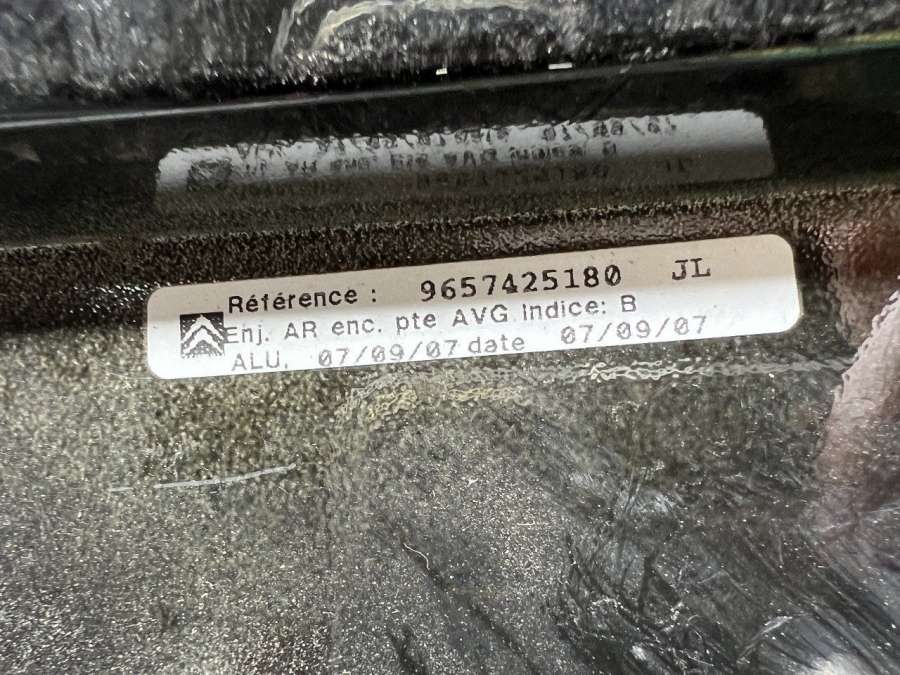 Référence : 9657425180 JL
Enj. AR enc. pte AVG Indice: B
ALU, 07/09/07 date 07/09/07